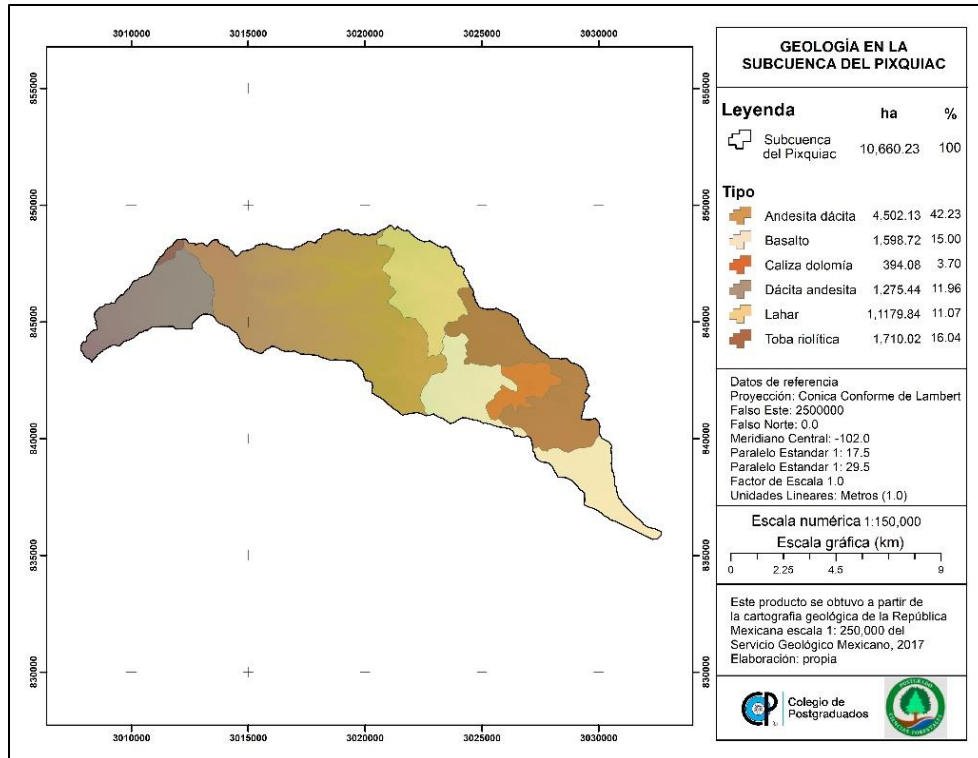 3010000 3015000 3020000 3025000 3030000
855000 855000
850000 850000
845000 845000
840000 840000
835000 835000
830000 830000
3010000 3015000 3020000 3025000 3030000
GEOLOGÍA EN LA
SUBCUENCA DEL PIXQUIAC
Leyenda ha %
Subcuenca
del Pixquiac 10,660.23 100
Tipo
Andesita dácita 4.502.13 42.23
Basalto 1.598.72 15.00
Caliza dolomía 394.08 3.70
Dácita andesita 1,275.44 11.96
Lahar 1,1179.84 11.07
Toba riolítica 1,710.02 16.04
Datos de referencia
Proyección: Conica Conforme de Lambert
Falso Este: 2500000
Falso Norte: 0.0
Meridiano Central: -102.0
Paralelo Estandar 1: 17.5
Paralelo Estandar 1: 29.5
Factor de Escala 1.0
Unidades Lineares: Metros (1.0)
Escala numérica 1:150,000
Escala gráfica (km)
0 2.25 4.5 9
Este producto se obtuvo a partir de
la cartografia geológica de la República
Mexicana escala 1: 250,000 del
Servicio Geológico Mexicano, 2017
Elaboración: propia
Colegio de
Postgraduados
POSTGRADO
CIENCIAS FORESTALES